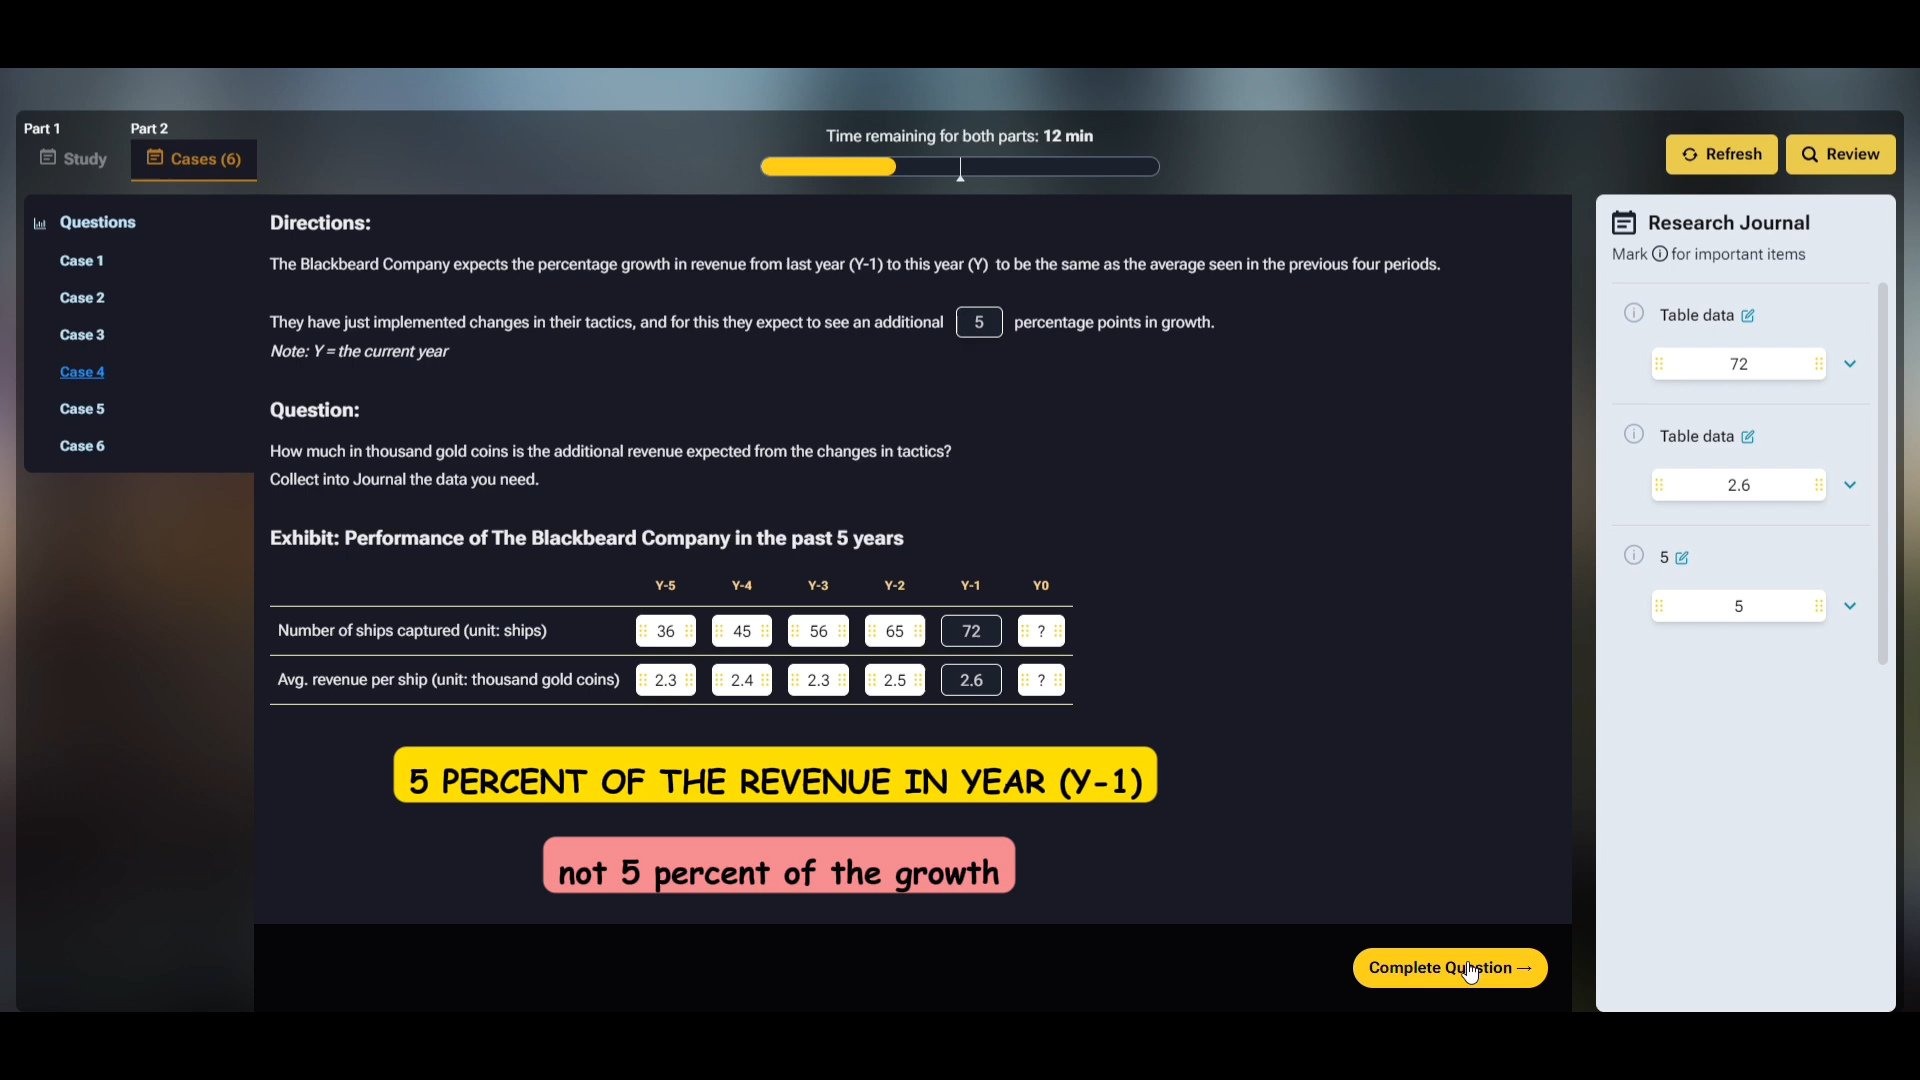 Part 1
Part 2
Study
Cases (6)
Time remaining for both parts: 12 min
Refresh
Review
Questions
Case 1
Case 2
Case 3
Case 4
Case 5
Case 6
Directions:
The Blackbeard Company expects the percentage growth in revenue from last year (Y-1) to this year (Y) to be the same as the average seen in the previous four periods.
They have just implemented changes in their tactics, and for this they expect to see an additional 5 percentage points in growth.
Note: Y = the current year
Question:
How much in thousand gold coins is the additional revenue expected from the changes in tactics?
Collect into Journal the data you need.
Exhibit: Performance of The Blackbeard Company in the past 5 years
Y-5 Y-4 Y-3 Y-2 Y-1 Y0
Number of ships captured (unit: ships) 36 45 56 65 72 ?
Avg. revenue per ship (unit: thousand gold coins) 2.3 2.4 2.3 2.5 2.6 ?
5 PERCENT OF THE REVENUE IN YEAR (Y-1)
not 5 percent of the growth
Complete Question →
Research Journal
Mark ⓘ for important items
Table data
72
Table data
2.6
5
5